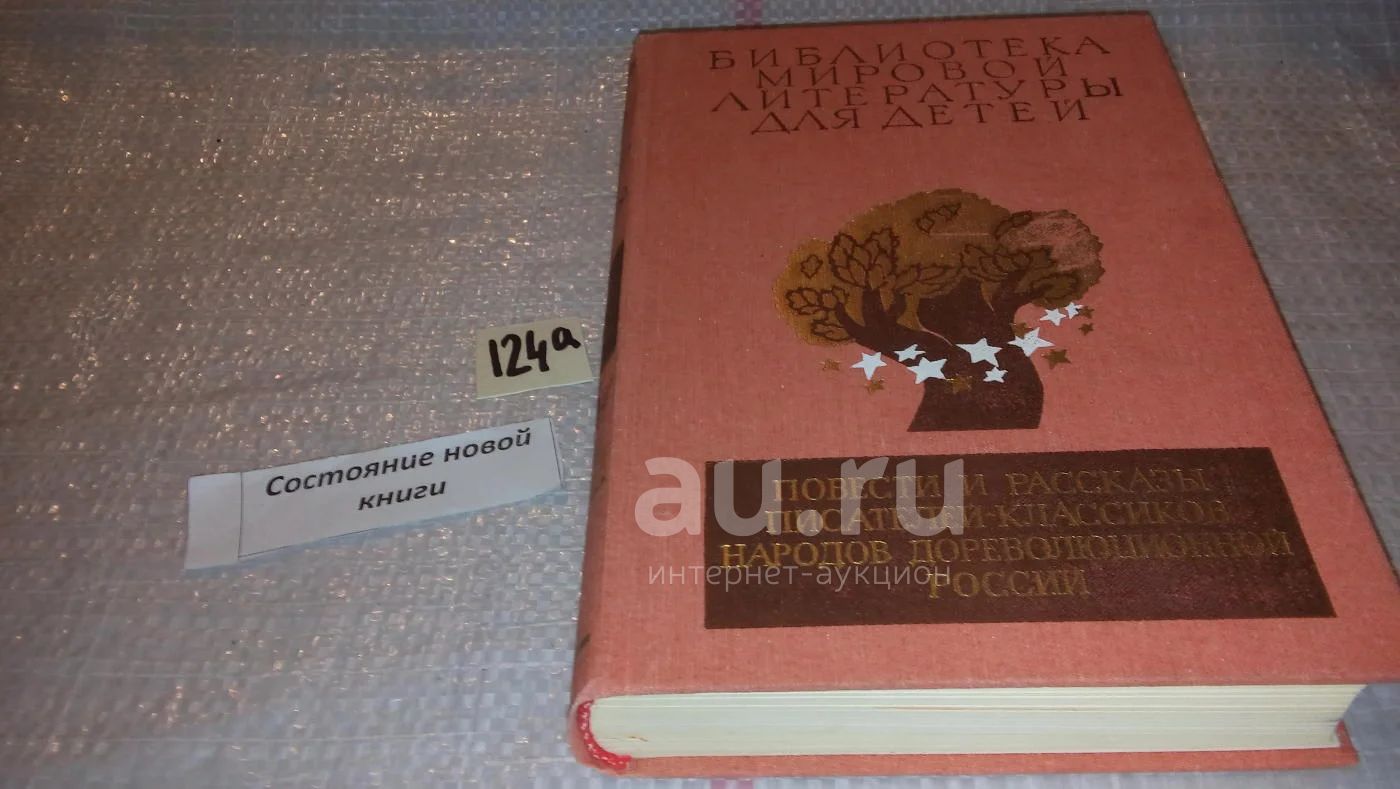 БИБЛИОТЕКА
МИРОВОЙ
ЛИТЕРАТУРЫ
ДЛЯ ДЕТЕЙ
124а
Состояние новой
книги
au.ru
интернет-аукцион
ПОВЕСТИ И РАССКАЗЫ
ПИСАТЕЛЕЙ-КЛАССИКОВ
НАРОДОВ ДОРЕВОЛЮЦИОННОЙ
РОССИИ